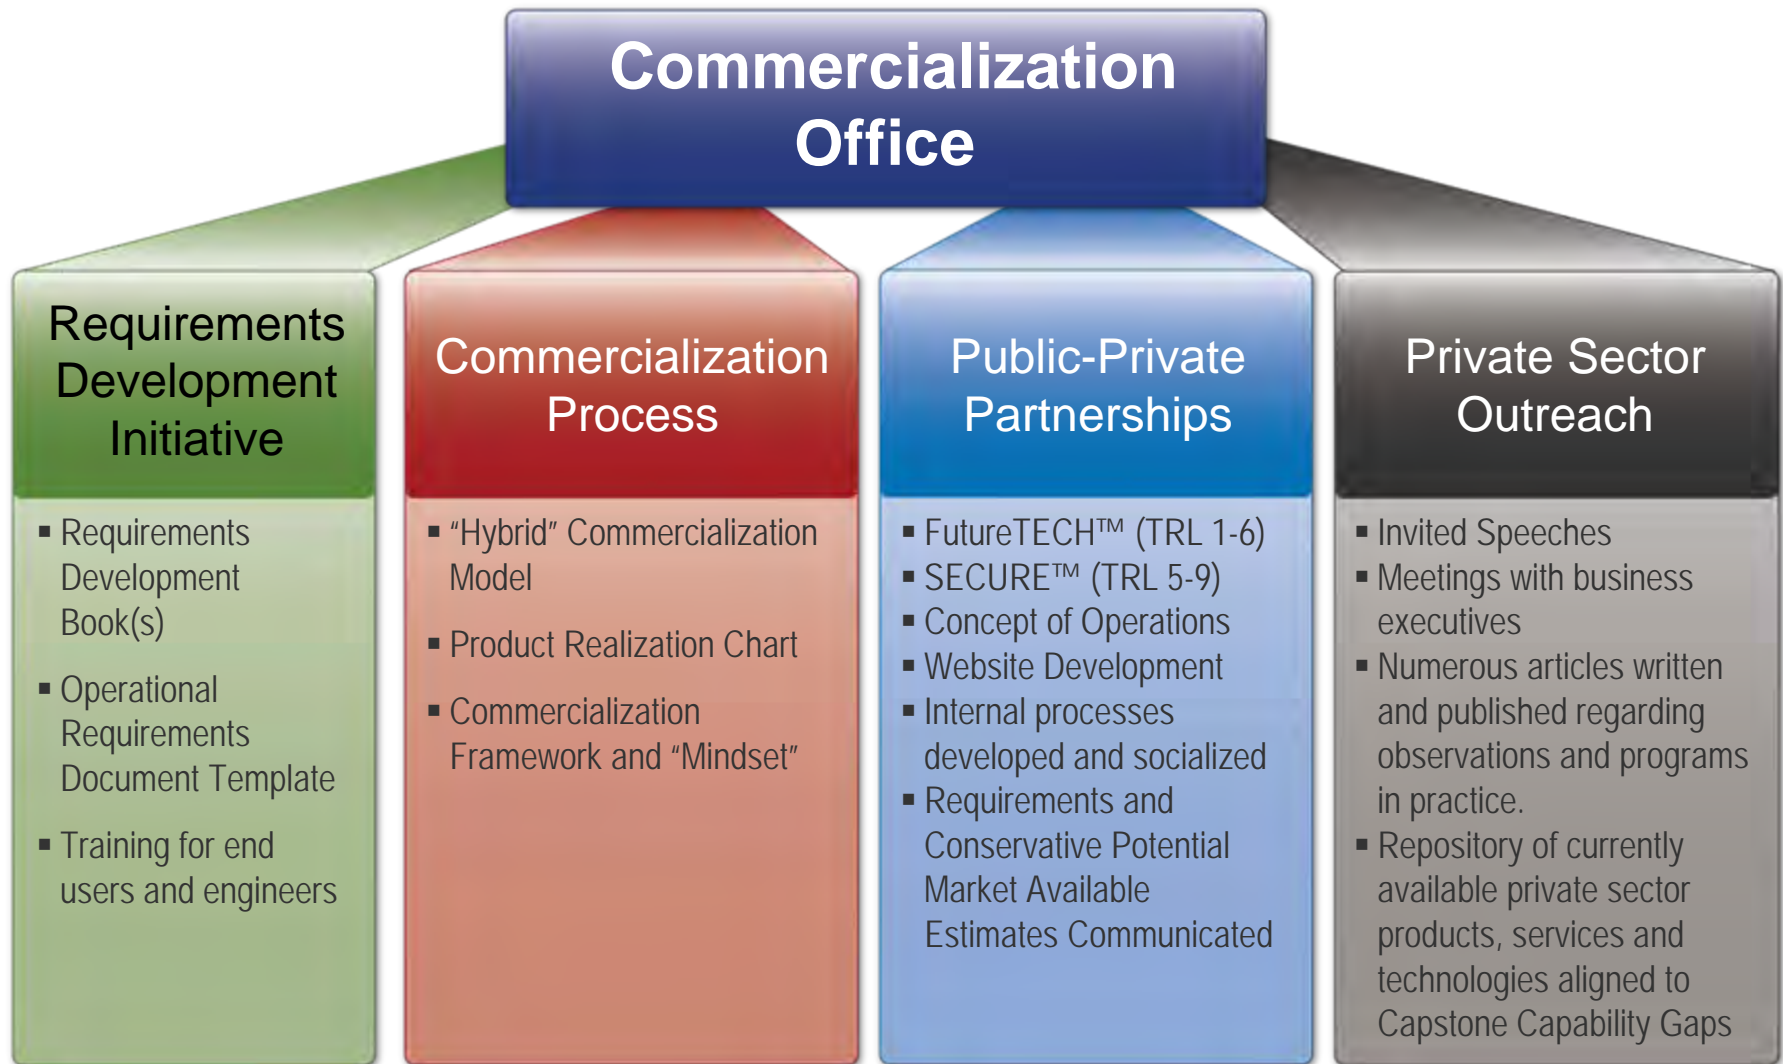 Commercialization
Office
Requirements
Development
Initiative
▪ Requirements
Development
Book(s)
▪ Operational
Requirements
Document Template
▪ Training for end
users and engineers
Commercialization
Process
▪ “Hybrid” Commercialization
Model
▪ Product Realization Chart
▪ Commercialization
Framework and “Mindset”
Public-Private
Partnerships
▪ FutureTECH™ (TRL 1-6)
▪ SECURE™ (TRL 5-9)
▪ Concept of Operations
▪ Website Development
▪ Internal processes
developed and socialized
▪ Requirements and
Conservative Potential
Market Available
Estimates Communicated
Private Sector
Outreach
▪ Invited Speeches
▪ Meetings with business
executives
▪ Numerous articles written
and published regarding
observations and programs
in practice.
▪ Repository of currently
available private sector
products, services and
technologies aligned to
Capstone Capability Gaps